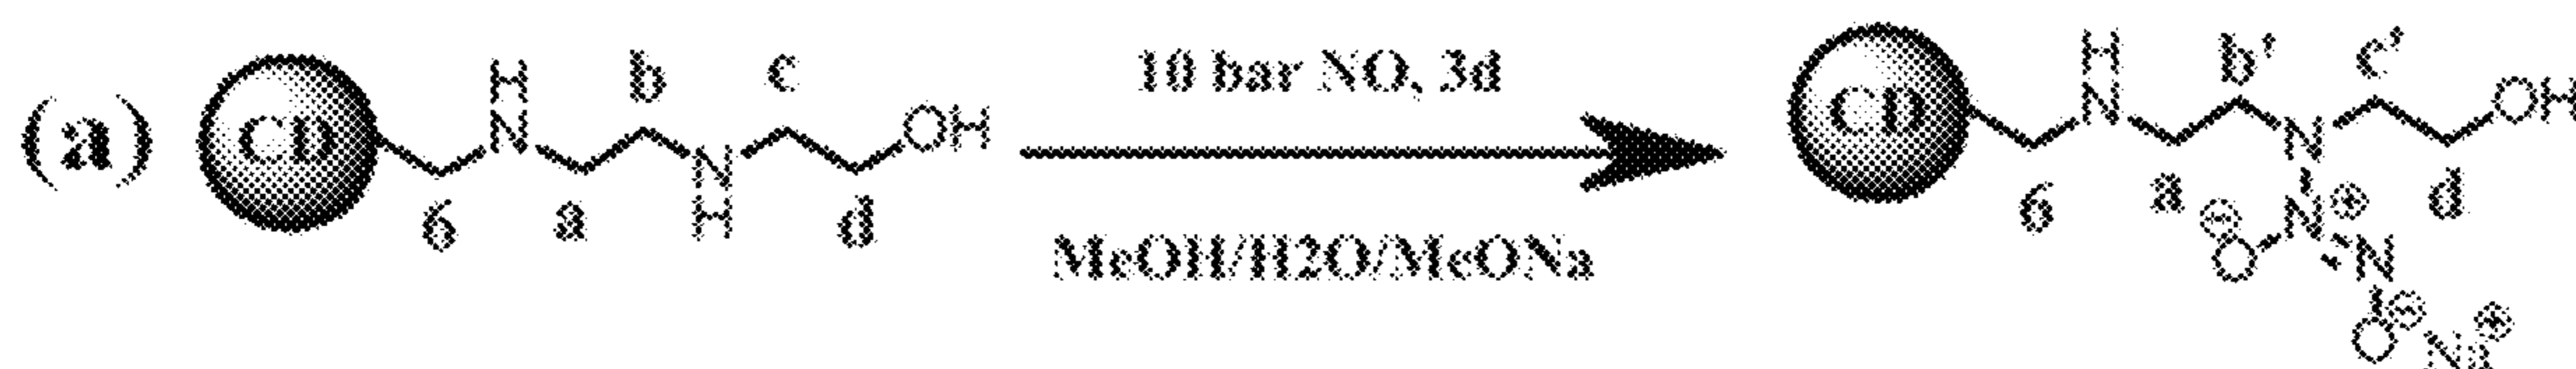 (a) CD H N b c OH 10 bar NO, 3d CD H N b' c' OH
6 a N H d MeOH/H2O/MeONa 6 a N d
⊖ O N ⊕ N
O ⊖ Na ⊕